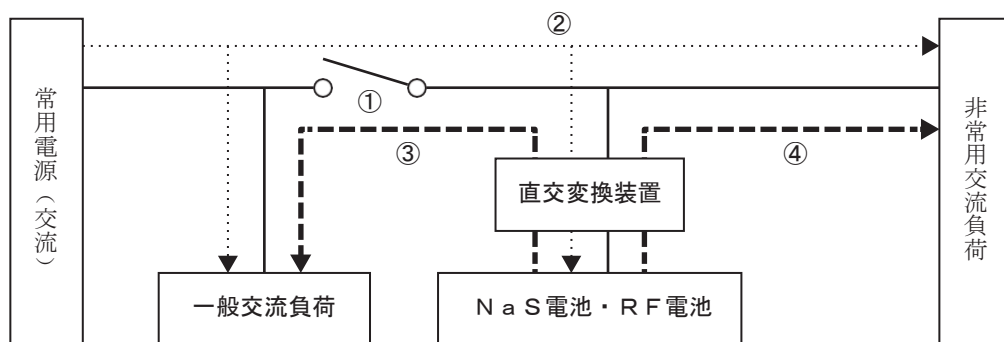 ②
常用電源（交流）
①
非常用交流負荷
③
④
直交変換装置
一般交流負荷
ＮａＳ電池・ＲＦ電池